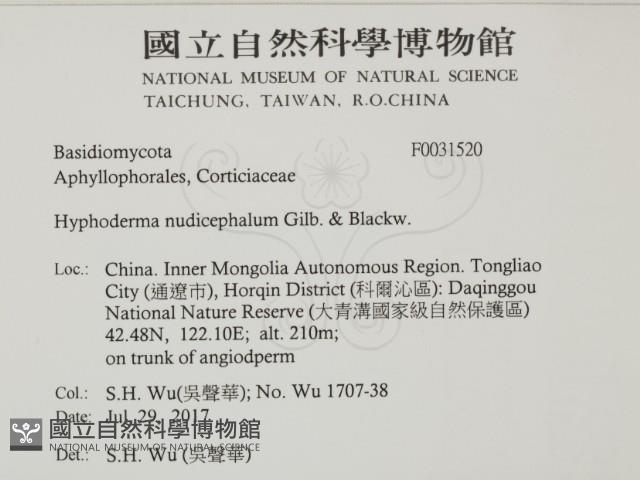 國立自然科學博物館
NATIONAL MUSEUM OF NATURAL SCIENCE
TAICHUNG, TAIWAN, R.O.CHINA
Basidiomycota F0031520
Aphyllophorales, Corticiaceae
Hyphoderma nudicephalum Gilb. & Blackw.
Loc.: China. Inner Mongolia Autonomous Region. Tongliao
City (通遼市), Horqin District (科爾沁區): Daqinggou
National Nature Reserve (大青溝國家級自然保護區)
42.48N, 122.10E; alt. 210m;
on trunk of angiodperm
Col.: S.H. Wu(吳聲華); No. Wu 1707-38
Date: Jul. 29, 2017
國立自然科學博物館
NATIONAL MUSEUM OF NATURAL SCIENCE
Det.: S.H. Wu (吳聲華)